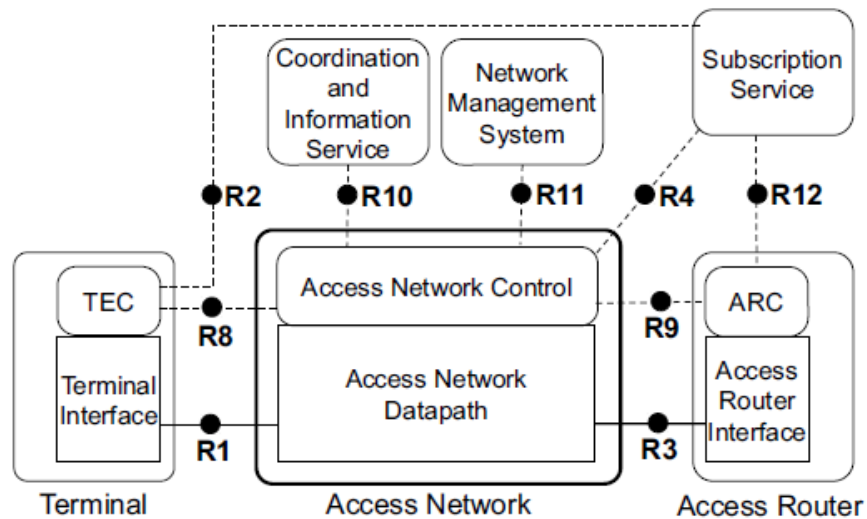 Coordination
and
Information
Service
Network
Management
System
Subscription
Service
R2
R10
R11
R4
R12
TEC
Access Network Control
ARC
R8
R9
Terminal
Interface
Access Network
Datapath
Access
Router
Interface
R1
R3
Terminal
Access Network
Access Router